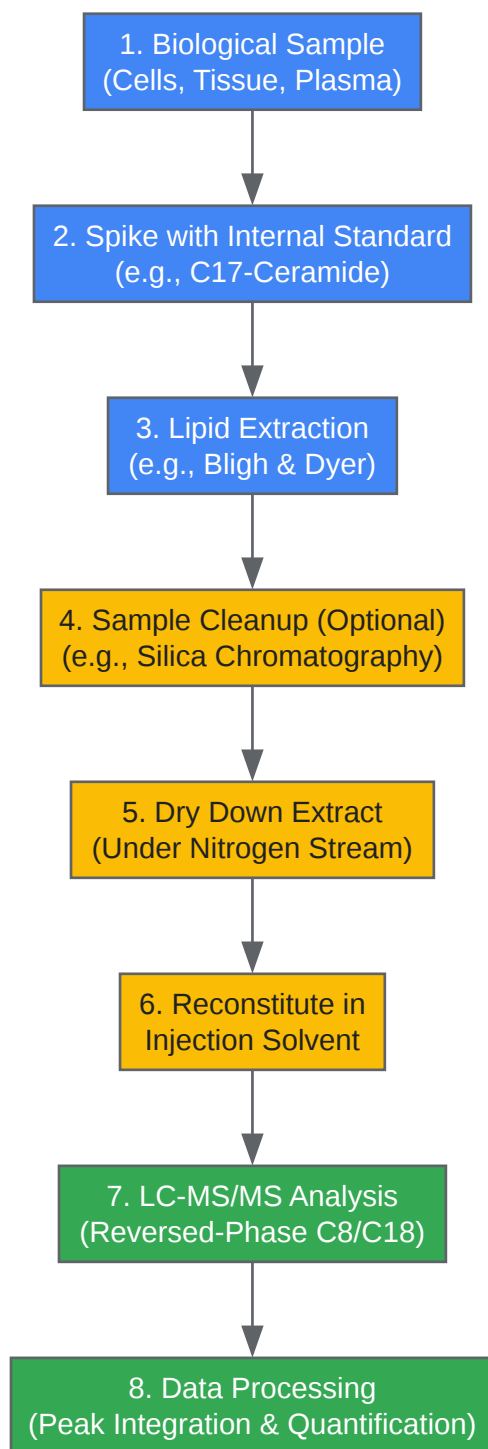 1. Biological Sample
(Cells, Tissue, Plasma)
2. Spike with Internal Standard
(e.g., C17-Ceramide)
3. Lipid Extraction
(e.g., Bligh & Dyer)
4. Sample Cleanup (Optional)
(e.g., Silica Chromatography)
5. Dry Down Extract
(Under Nitrogen Stream)
6. Reconstitute in
Injection Solvent
7. LC-MS/MS Analysis
(Reversed-Phase C8/C18)
8. Data Processing
(Peak Integration & Quantification)